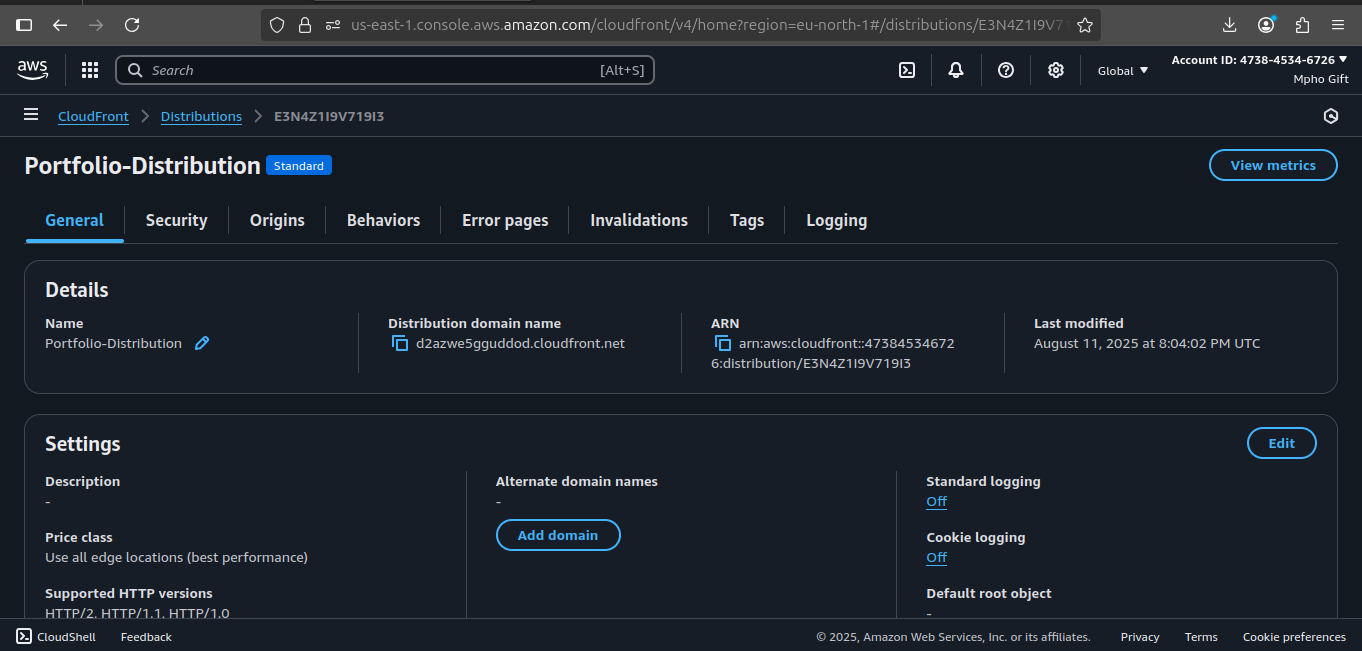 us-east-1.console.aws.amazon.com/cloudfront/v4/home?region=eu-north-1#/distributions/E3N4Z1I9V7
aws
Search [Alt+S]
Global
Account ID: 4738-4534-6726
Mpho Gift
CloudFront
Distributions
E3N4Z1I9V719I3
Portfolio-Distribution
Standard
View metrics
General
Security
Origins
Behaviors
Error pages
Invalidations
Tags
Logging
Details
Name
Portfolio-Distribution
Distribution domain name
d2azwe5gguddod.cloudfront.net
ARN
arn:aws:cloudfront::47384534672
6:distribution/E3N4Z1I9V719I3
Last modified
August 11, 2025 at 8:04:02 PM UTC
Settings
Edit
Description
-
Price class
Use all edge locations (best performance)
Supported HTTP versions
HTTP/2, HTTP/1.1, HTTP/1.0
Alternate domain names
-
Add domain
Standard logging
Off
Cookie logging
Off
Default root object
-
CloudShell
Feedback
© 2025, Amazon Web Services, Inc. or its affiliates.
Privacy
Terms
Cookie preferences